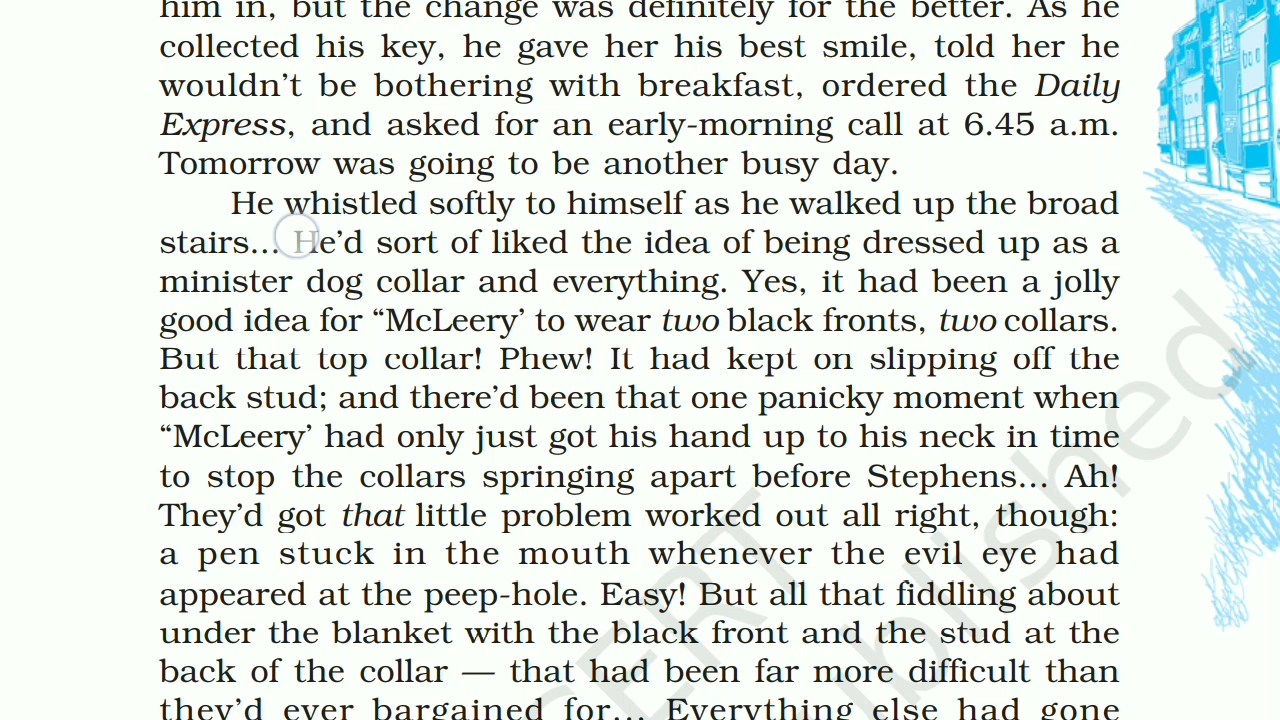 him in, but the change was definitely for the better. As he
collected his key, he gave her his best smile, told her he
wouldn’t be bothering with breakfast, ordered the Daily
Express, and asked for an early-morning call at 6.45 a.m.
Tomorrow was going to be another busy day.
He whistled softly to himself as he walked up the broad
stairs... He’d sort of liked the idea of being dressed up as a
minister dog collar and everything. Yes, it had been a jolly
good idea for “McLeery’ to wear two black fronts, two collars.
But that top collar! Phew! It had kept on slipping off the
back stud; and there’d been that one panicky moment when
“McLeery’ had only just got his hand up to his neck in time
to stop the collars springing apart before Stephens... Ah!
They’d got that little problem worked out all right, though:
a pen stuck in the mouth whenever the evil eye had
appeared at the peep-hole. Easy! But all that fiddling about
under the blanket with the black front and the stud at the
back of the collar — that had been far more difficult than
they’d ever bargained for... Everything else had gone